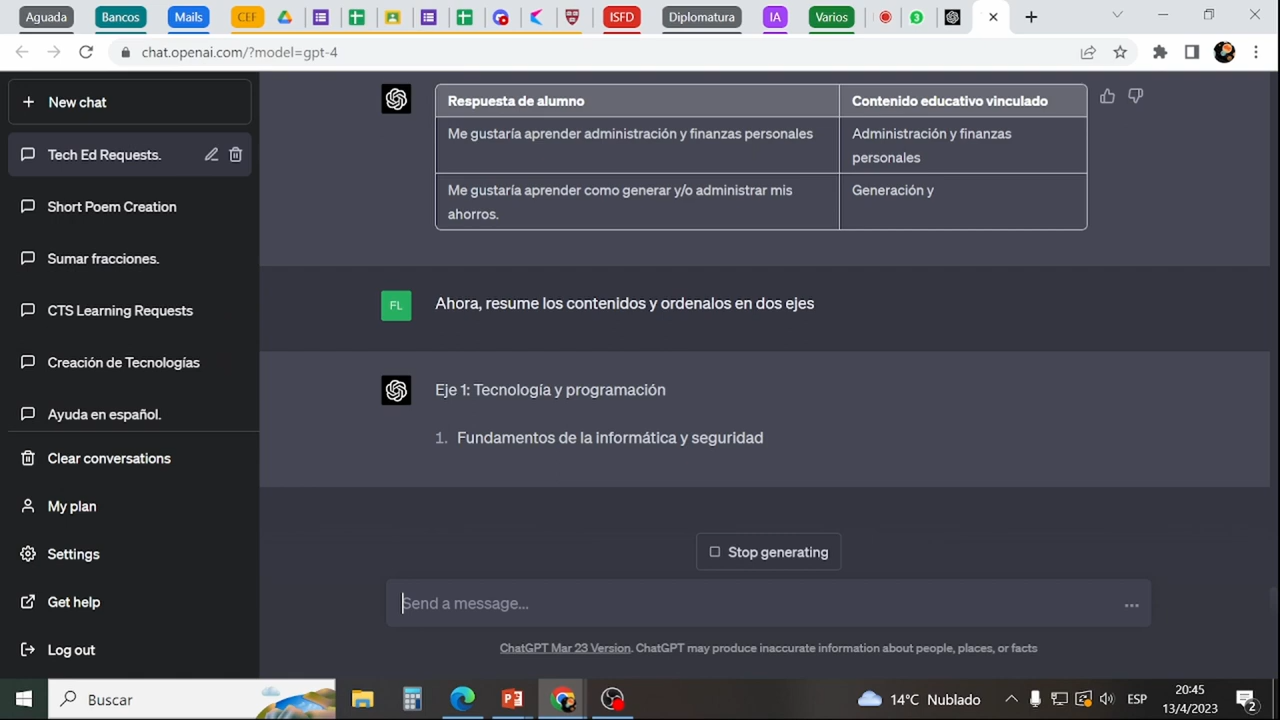 Aguada Bancos Mails CEF ISFD Diplomatura IA Varios 3
chat.openai.com/?model=gpt-4
New chat
Tech Ed Requests.
Short Poem Creation
Sumar fracciones.
CTS Learning Requests
Creación de Tecnologías
Ayuda en español.
Clear conversations
My plan
Settings
Get help
Log out
Respuesta de alumno Contenido educativo vinculado
Me gustaría aprender administración y finanzas personales Administración y finanzas
personales
Me gustaría aprender como generar y/o administrar mis Generación y
ahorros.
FL Ahora, resume los contenidos y ordenalos en dos ejes
Eje 1: Tecnología y programación
1. Fundamentos de la informática y seguridad
Stop generating
Send a message...
ChatGPT Mar 23 Version. ChatGPT may produce inaccurate information about people, places, or facts
Buscar 14°C Nublado ESP 20:45
13/4/2023 2